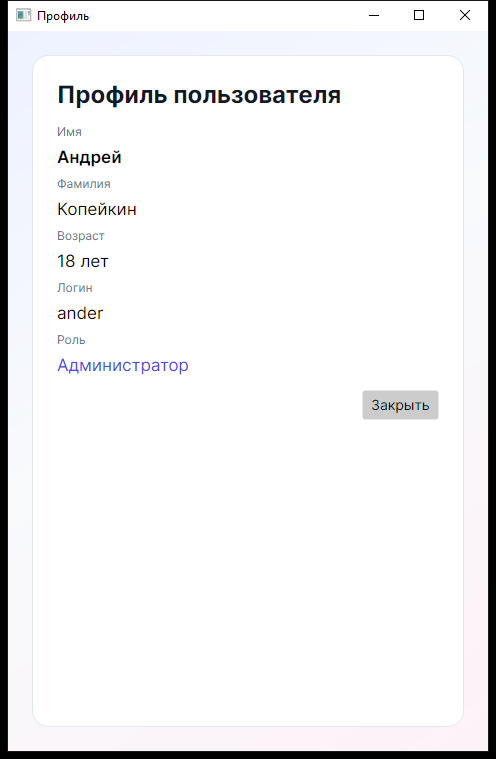 Профиль
Профиль пользователя
Имя
Андрей
Фамилия
Копейкин
Возраст
18 лет
Логин
ander
Роль
Администратор
Закрыть